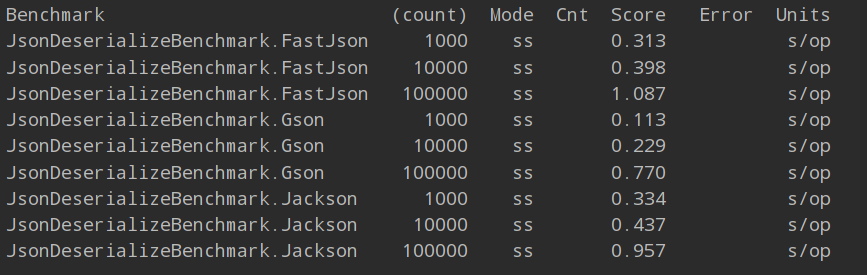 Benchmark (count) Mode Cnt Score Error Units
JsonDeserializeBenchmark.FastJson 1000 ss 0.313 s/op
JsonDeserializeBenchmark.FastJson 10000 ss 0.398 s/op
JsonDeserializeBenchmark.FastJson 100000 ss 1.087 s/op
JsonDeserializeBenchmark.Gson 1000 ss 0.113 s/op
JsonDeserializeBenchmark.Gson 10000 ss 0.229 s/op
JsonDeserializeBenchmark.Gson 100000 ss 0.770 s/op
JsonDeserializeBenchmark.Jackson 1000 ss 0.334 s/op
JsonDeserializeBenchmark.Jackson 10000 ss 0.437 s/op
JsonDeserializeBenchmark.Jackson 100000 ss 0.957 s/op